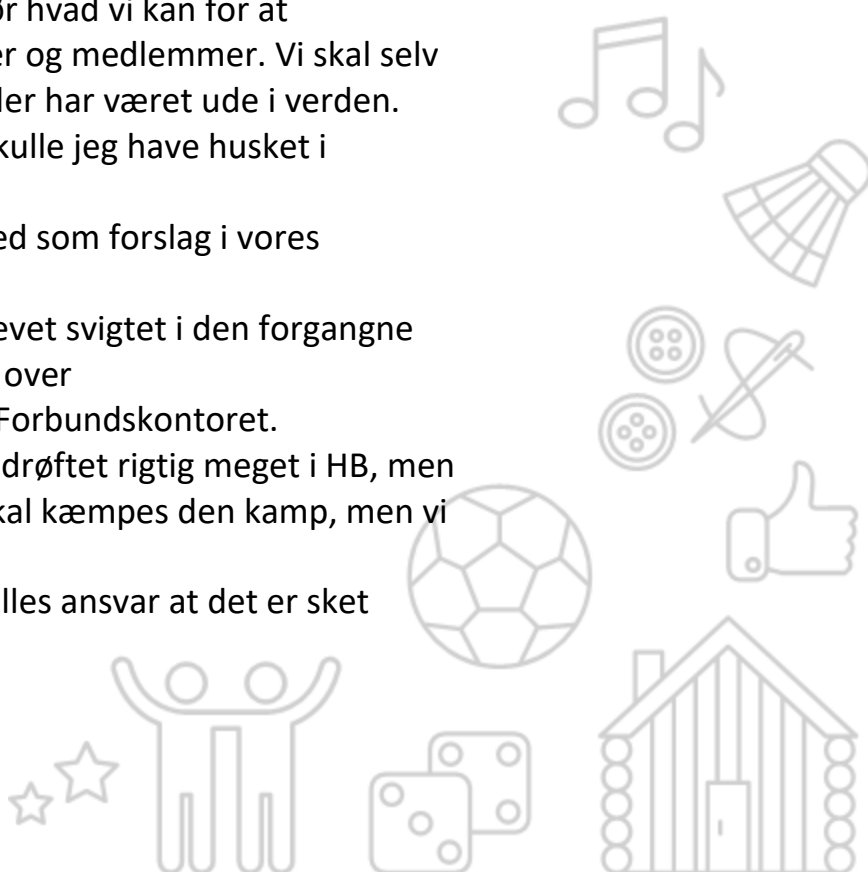 ør hvad vi kan for at
er og medlemmer. Vi skal selv
der har været ude i verden.
kulle jeg have husket i
ed som forslag i vores
evet svigtet i den forgangne
over
Forbundskontoret.
drøftet rigtig meget i HB, men
kal kæmpes den kamp, men vi
lles ansvar at det er sket